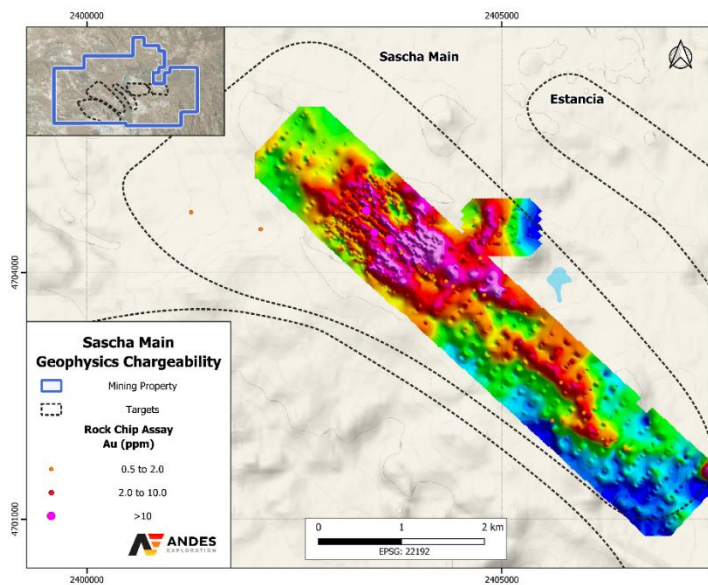 2400000
2405000
Sascha Main
Estancia
4704000
4701000
Sascha Main
Geophysics Chargeability
Mining Property
Targets
Rock Chip Assay
Au (ppm)
0.5 to 2.0
2.0 to 10.0
>10
ANDES
EXPLORATION
0 1 2 km
EPSG: 22192
2400000
2405000